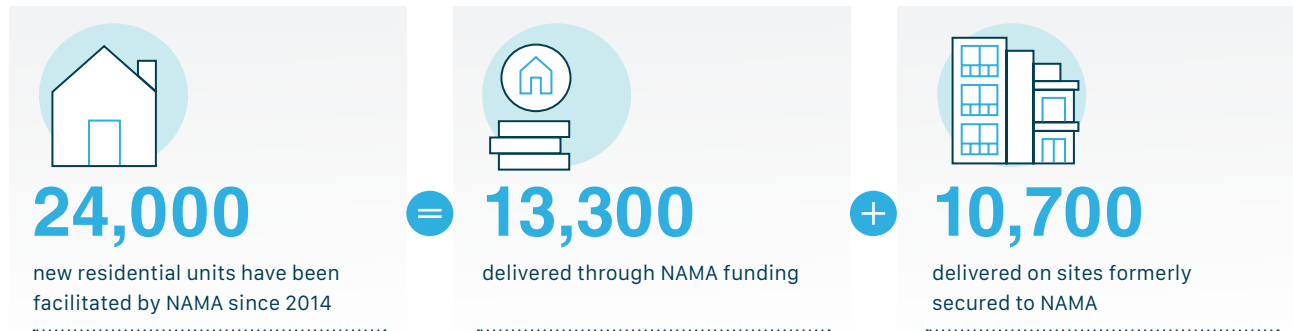 24,000
new residential units have been
facilitated by NAMA since 2014
=
13,300
delivered through NAMA funding
+
10,700
delivered on sites formerly
secured to NAMA